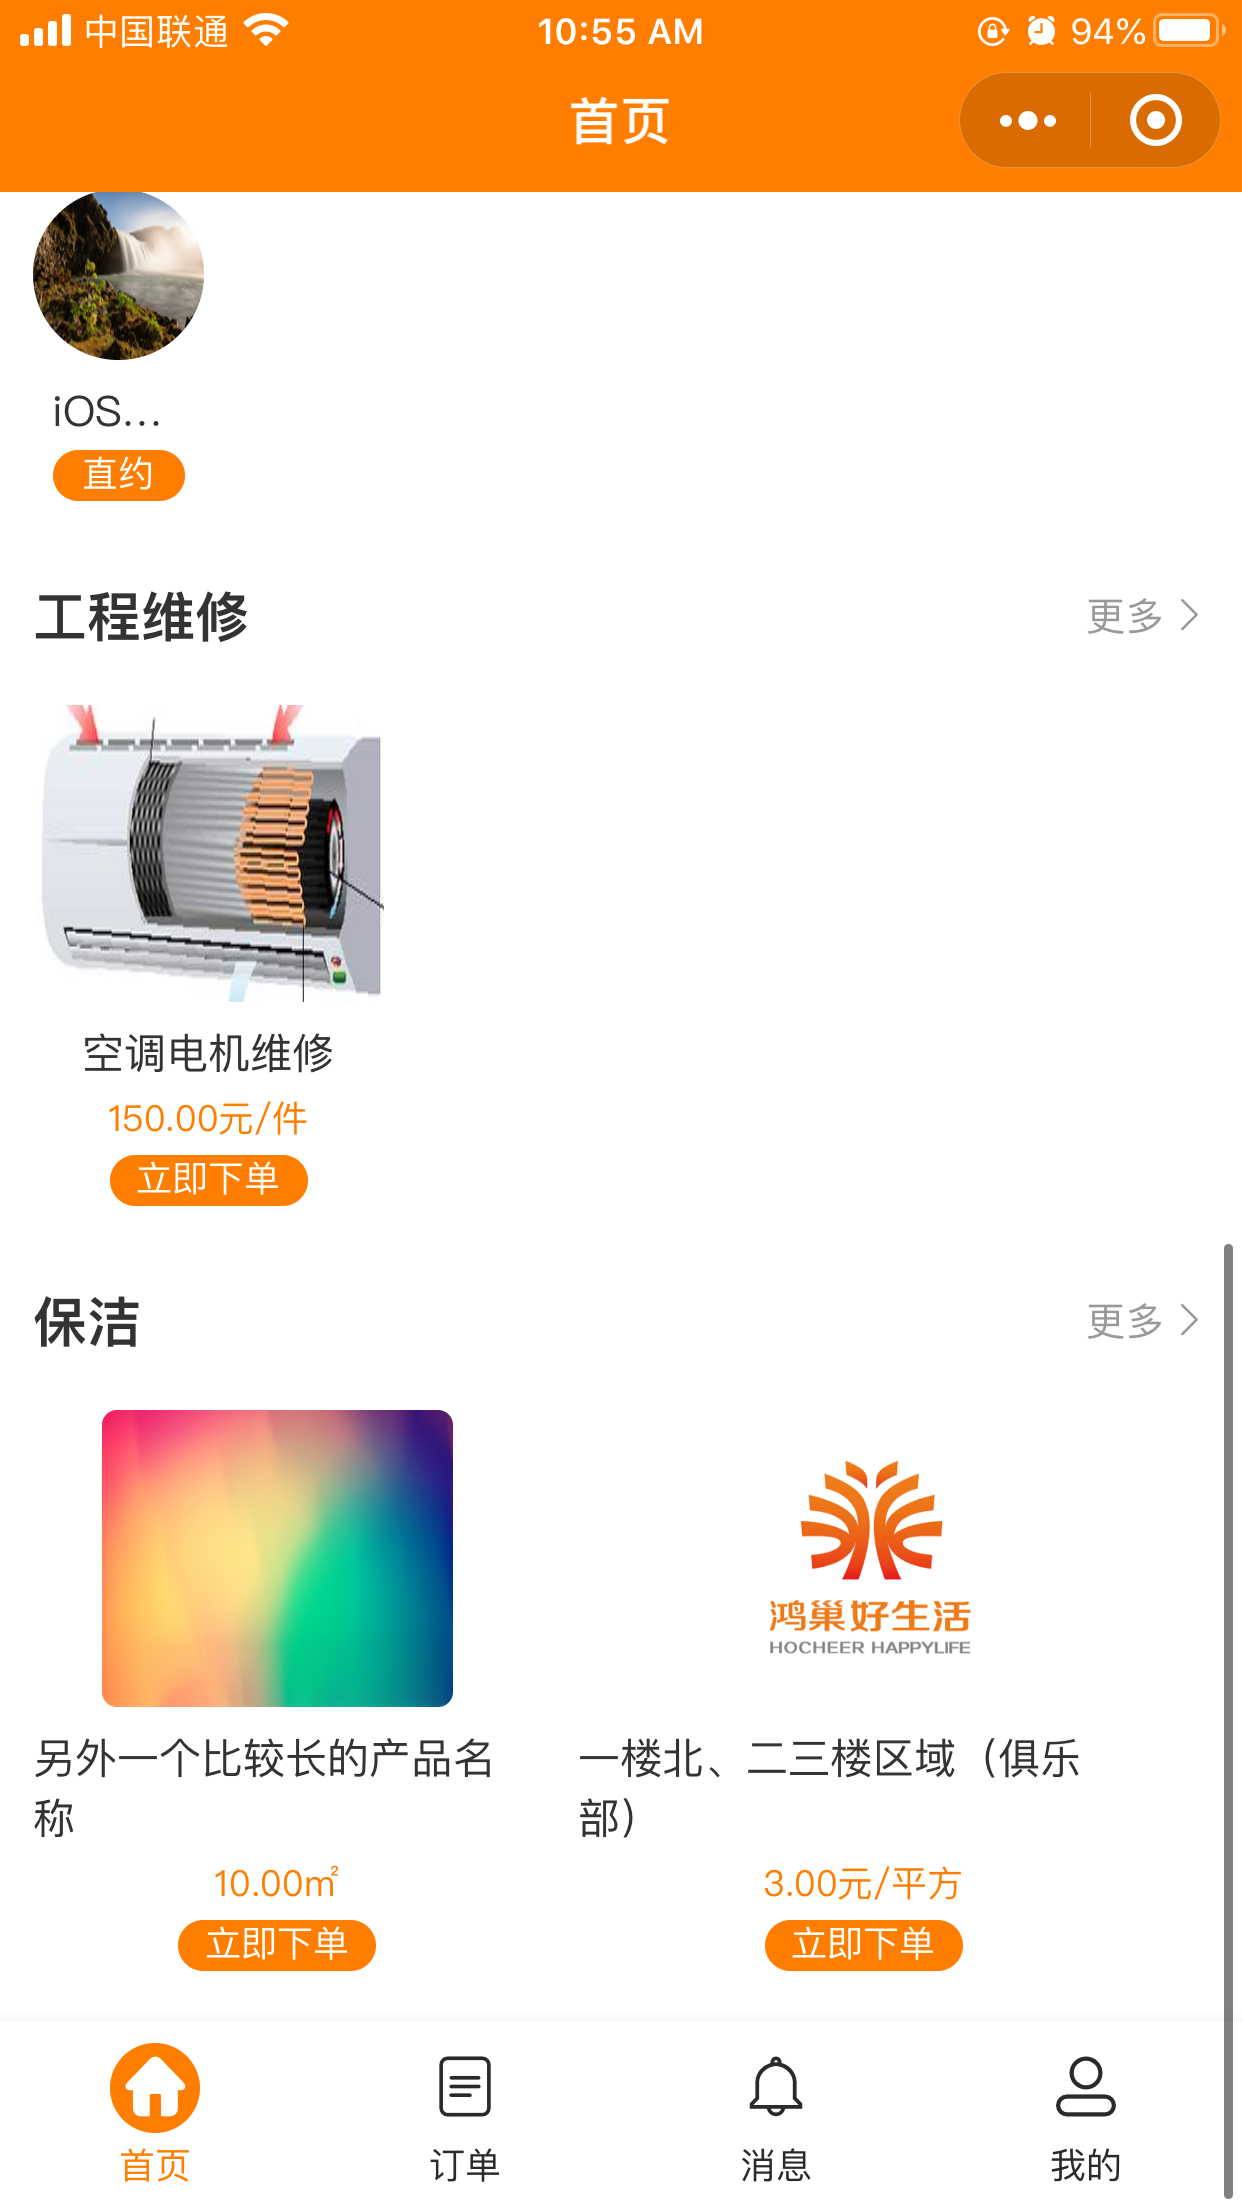 中国联通
10:55 AM
94%
首页
iOS...
直约
工程维修
更多
空调电机维修
150.00元/件
立即下单
保洁
更多
鸿巢好生活
HOCHEER HAPPYLIFE
另外一个比较长的产品名
称
10.00㎡
立即下单
一楼北、二三楼区域（俱乐
部）
3.00元/平方
立即下单
首页
订单
消息
我的